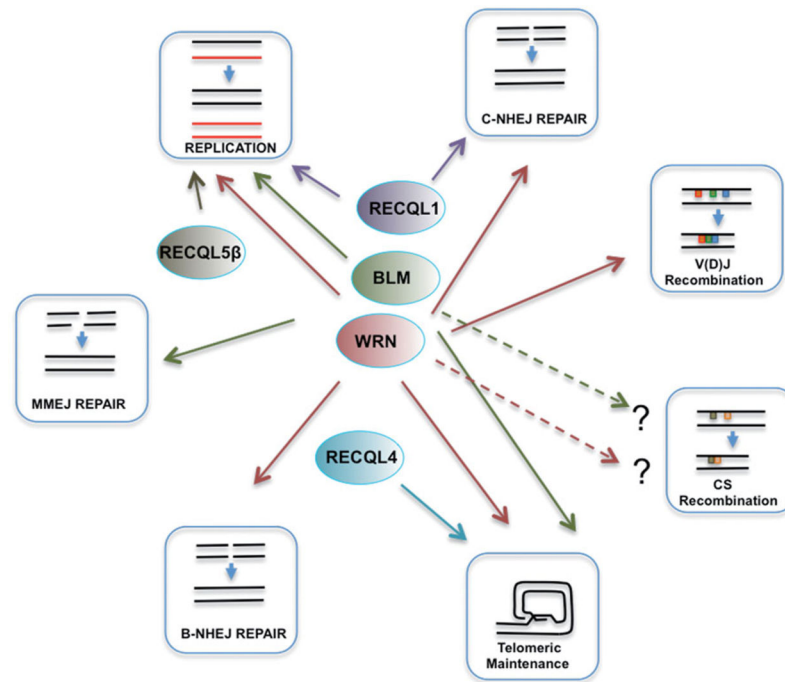 REPLICATION
C-NHEJ REPAIR
RECQL1
RECQL5β
BLM
V(D)J
Recombination
WRN
MMEJ REPAIR
?
?
RECQL4
CS
Recombination
B-NHEJ REPAIR
Telomeric
Maintenance